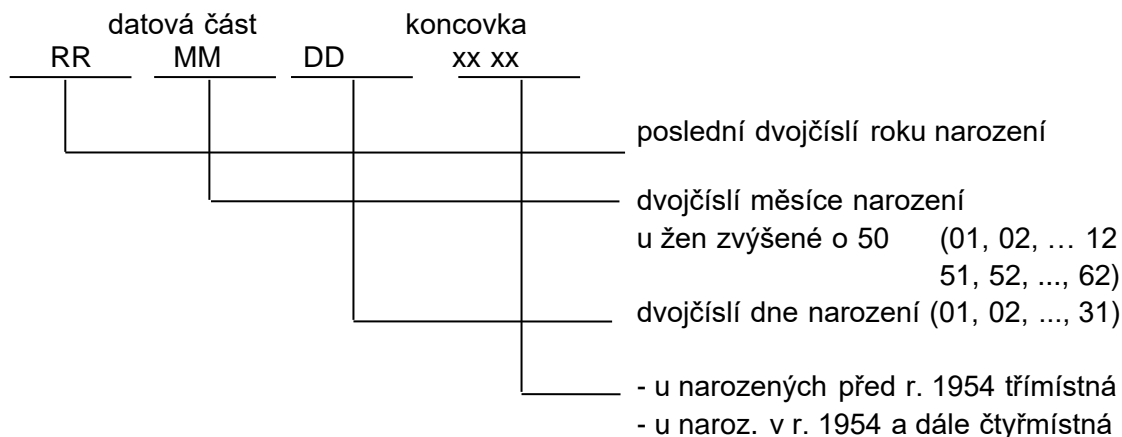 datová část koncovka
RR MM DD xx xx
poslední dvojčíslí roku narození
dvojčíslí měsíce narození
u žen zvýšené o 50 (01, 02, … 12
51, 52, ..., 62)
dvojčíslí dne narození (01, 02, ..., 31)
- u narozených před r. 1954 třímístná
- u naroz. v r. 1954 a dále čtyřmístná